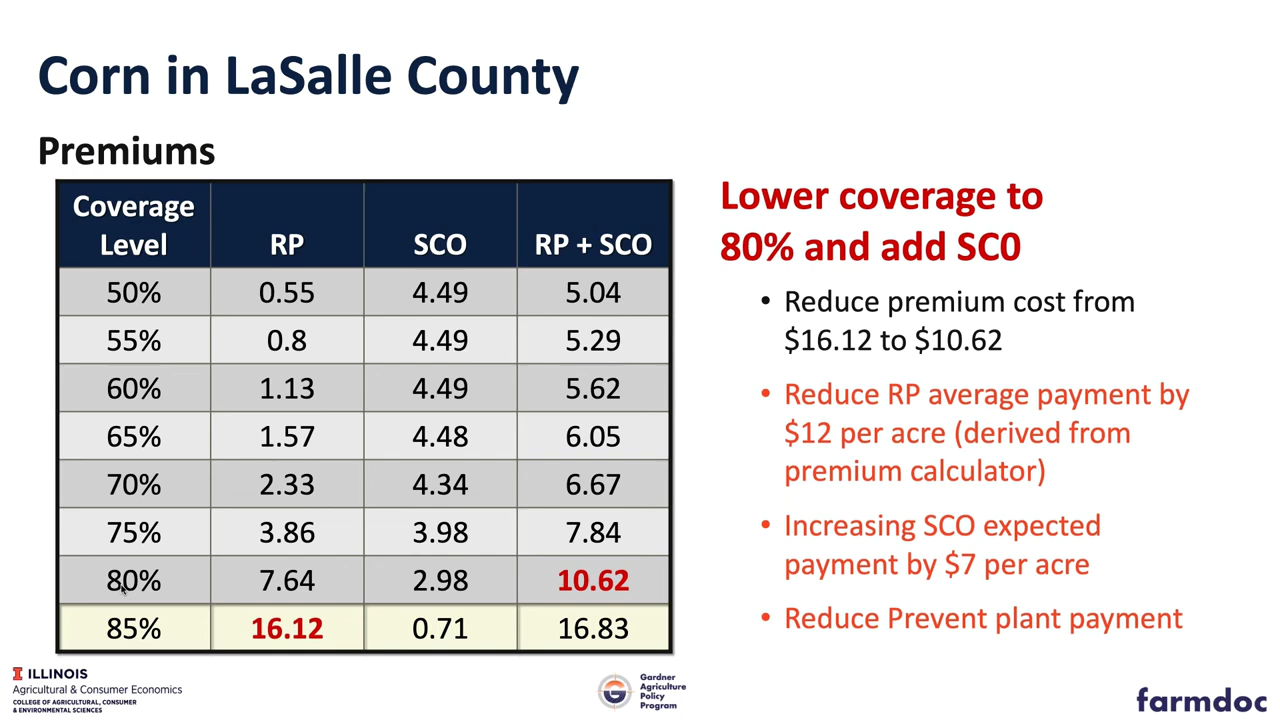 Corn in LaSalle County
Premiums
Coverage Level RP SCO RP + SCO
50% 0.55 4.49 5.04
55% 0.8 4.49 5.29
60% 1.13 4.49 5.62
65% 1.57 4.48 6.05
70% 2.33 4.34 6.67
75% 3.86 3.98 7.84
80% 7.64 2.98 10.62
85% 16.12 0.71 16.83
Lower coverage to
80% and add SC0
• Reduce premium cost from
$16.12 to $10.62
• Reduce RP average payment by
$12 per acre (derived from
premium calculator)
• Increasing SCO expected
payment by $7 per acre
• Reduce Prevent plant payment
I ILLINOIS
Agricultural & Consumer Economics
COLLEGE OF AGRICULTURAL, CONSUMER
& ENVIRONMENTAL SCIENCES
G
Gardner
Agriculture
Policy
Program
farmdoc